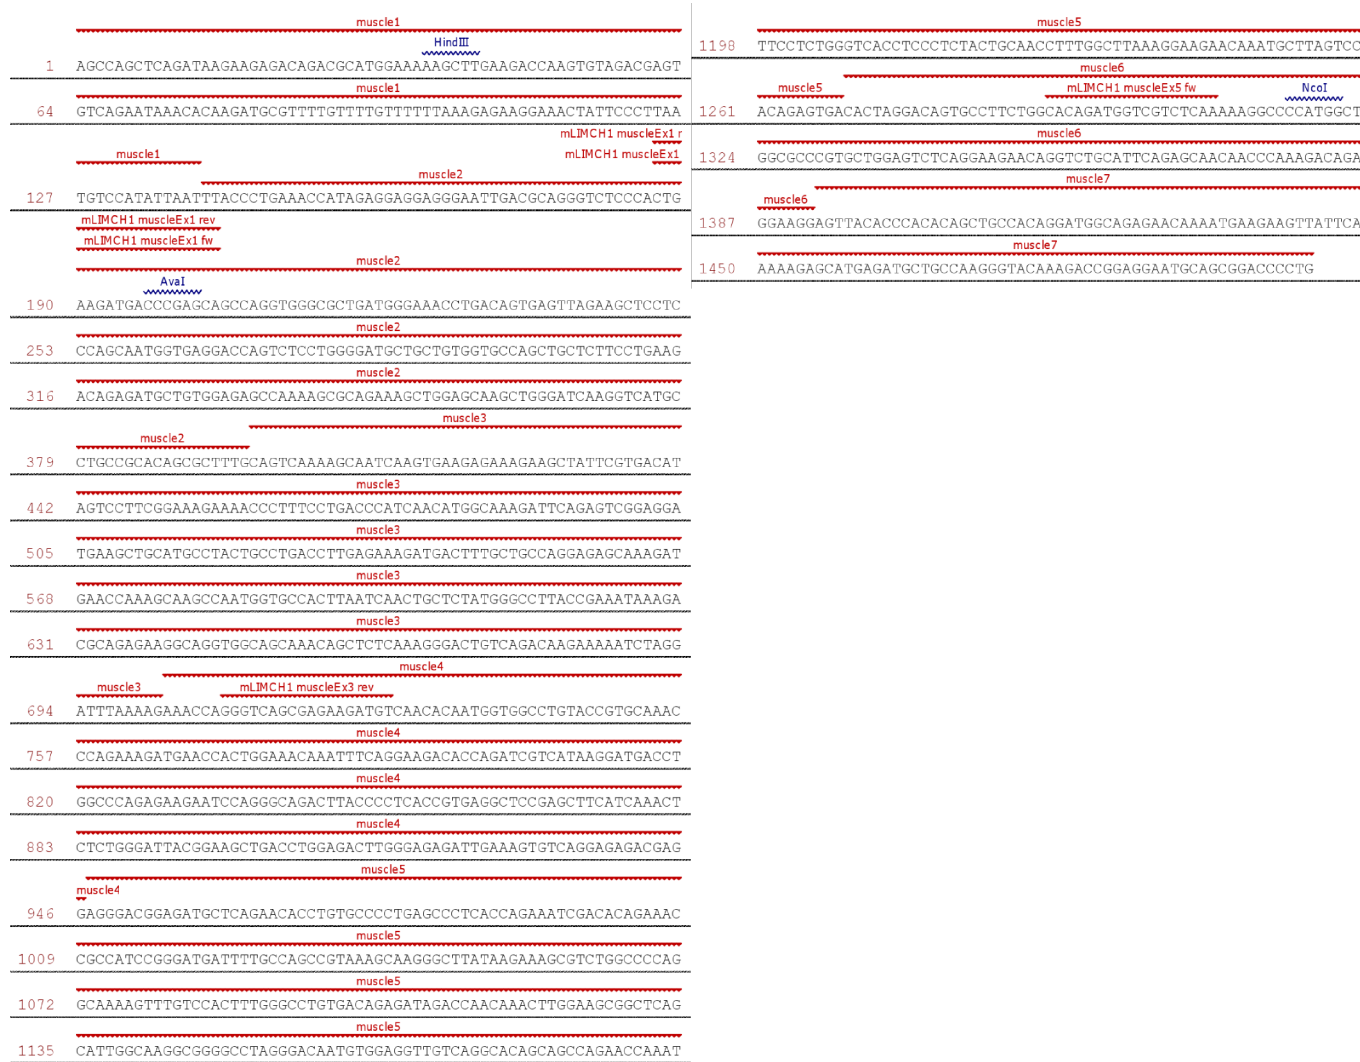 muscle1
HindIII
1 AGCCAGCTCAGATAAGAAGAGACAGACGCATGGAAAAAGCTTGAAGACCAAGTGTAGACGAGT
muscle1
64 GTCAGAATAAACACAAGATGCGTTTTGTTTTGTTTTTTAAAGAGAAGGAAACTATTCCCTTAA
mLIMCH1 muscleEx1 r
muscle1 mLIMCH1 muscleEx1
muscle2
127 TGTCCATATTAATTTACCCTGAAACCATAGAGGAGGAGGGAATTGACGCAGGGTCTCCCACTG
mLIMCH1 muscleEx1 rev
mLIMCH1 muscleEx1 fw
muscle2
AvaI
190 AAGATGACCCGAGCAGCCAGGTGGGCGCTGATGGGAAACCTGACAGTGAGTTAGAAGCTCCTC
muscle2
253 CCAGCAATGGTGAGGACCAGTCTCCTGGGGATGCTGCTGTGGTGCCAGCTGCTCTTCCTGAAG
muscle2
316 ACAGAGATGCTGTGGAGAGCCAAAAGCGCAGAAAGCTGGAGCAAGCTGGGATCAAGGTCATGC
muscle3
muscle2
379 CTGCCGCACAGCGCTTTGCAGTCAAAAGCAATCAAGTGAAGAGAAAGAAGCTATTCGTGACAT
muscle3
442 AGTCCTTCGGAAAGAAAACCCTTTCCTGACCCATCAACATGGCAAAGATTCAGAGTCGGAGGA
muscle3
505 TGAAGCTGCATGCCTACTGCCTGACCTTGAGAAAGATGACTTTGCTGCCAGGAGAGCAAAGAT
muscle3
568 GAACCAAAGCAAGCCAATGGTGCCACTTAATCAACTGCTCTATGGGCCTTACCGAAATAAAGA
muscle3
631 CGCAGAGAAGGCAGGTGGCAGCAAACAGCTCTCAAAGGGACTGTCAGACAAGAAAAATCTAGG
muscle4
muscle3 mLIMCH1 muscleEx3 rev
694 ATTTAAAAGAAACCAGGGTCAGCGAGAAGATGTCAACACAATGGTGGCCTGTACCGTGCAAAC
muscle4
757 CCAGAAAGATGAACCACTGGAAACAAATTTCAGGAAGACACCAGATCGTCATAAGGATGACCT
muscle4
820 GGCCCAGAGAAGAATCCAGGGCAGACTTACCCCTCACCGTGAGGCTCCGAGCTTCATCAAACT
muscle4
883 CTCTGGGATTACGGAAGCTGACCTGGAGACTTGGGAGAGATTGAAAGTGTCAGGAGAGACGAG
muscle5
muscle4
946 GAGGGACGGAGATGCTCAGAACACCTGTGCCCCTGAGCCCTCACCAGAAATCGACACAGAAAC
muscle5
1009 CGCCATCCGGGATGATTTTGCCAGCCGTAAAGCAAGGGCTTATAAGAAAGCGTCTGGCCCCAG
muscle5
1072 GCAAAAGTTTGTCCACTTTGGGCCTGTGACAGAGATAGACCAACAAACTTGGAAGCGGCTCAG
muscle5
1135 CATTGGCAAGGCGGGGCCTAGGGACAATGTGGAGGTTGTCAGGCACAGCAGCCAGAACCAAAT
muscle5
1198 TTCCTCTGGGTCACCTCCCTCTACTGCAACCTTTGGCTTAAAGGAAGAACAAATGCTTAGTCC
muscle6
muscle5 mLIMCH1 muscleEx5 fw NcoI
1261 ACAGAGTGACACTAGGACAGTGCCTTCTGGCACAGATGGTCGTCTCAAAAAGGCCCCATGGCT
muscle6
1324 GGCGCCCGTGCTGGAGTCTCAGGAAGAACAGGTCTGCATTCAGAGCAACAACCCAAAGACAGA
muscle7
muscle6
1387 GGAAGGAGTTACACCCACACAGCTGCCACAGGATGGCAGAGAACAAAATGAAGAAGTTATTCA
muscle7
1450 AAAAGAGCATGAGATGCTGCCAAGGGTACAAAGACCGGAGGAATGCAGCGGACCCCTG